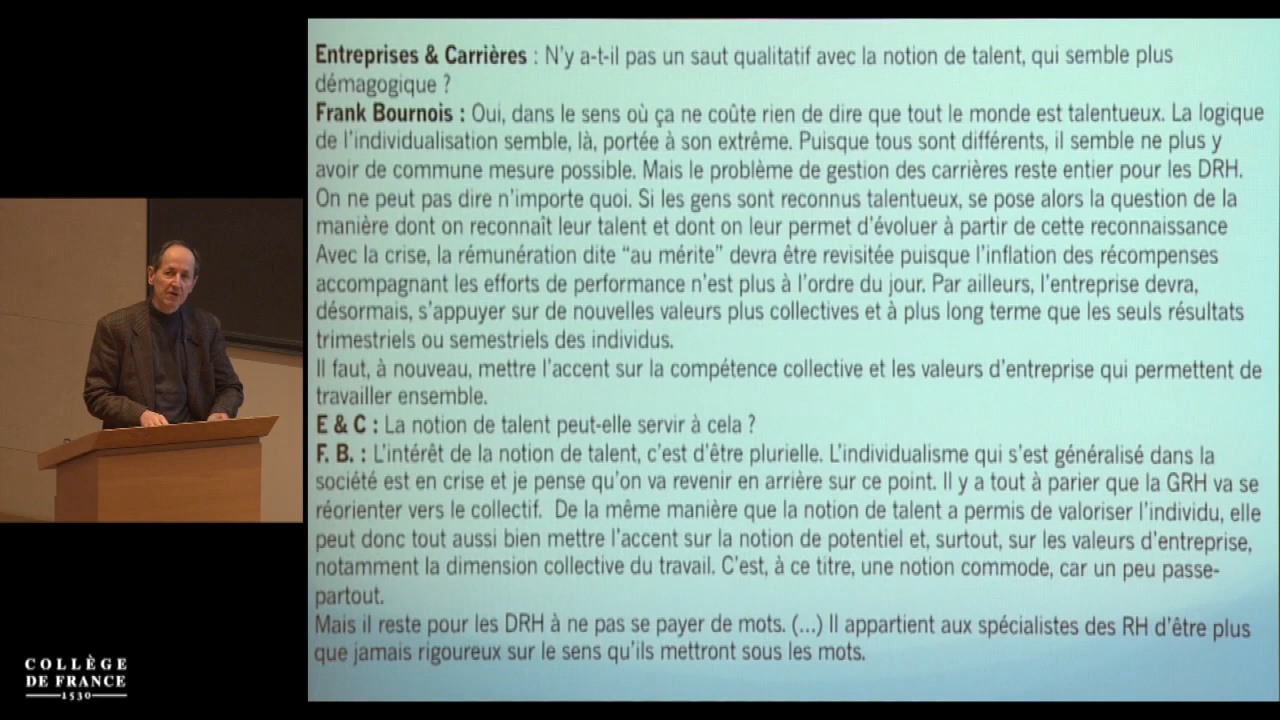 Entreprises & Carrières : N'y a-t-il pas un saut qualitatif avec la notion de talent, qui semble plus
démagogique ?
Frank Bournois : Oui, dans le sens où ça ne coûte rien de dire que tout le monde est talentueux. La logique
de l'individualisation semble, là, portée à son extrême. Puisque tous sont différents, il semble ne plus y
avoir de commune mesure possible. Mais le problème de gestion des carrières reste entier pour les DRH.
On ne peut pas dire n'importe quoi. Si les gens sont reconnus talentueux, se pose alors la question de la
manière dont on reconnaît leur talent et dont on leur permet d'évoluer à partir de cette reconnaissance
Avec la crise, la rémunération dite “au mérite” devra être revisitée puisque l'inflation des récompenses
accompagnant les efforts de performance n'est plus à l'ordre du jour. Par ailleurs, l'entreprise devra,
désormais, s'appuyer sur de nouvelles valeurs plus collectives et à plus long terme que les seuls résultats
trimestriels ou semestriels des individus.
Il faut, à nouveau, mettre l'accent sur la compétence collective et les valeurs d'entreprise qui permettent de
travailler ensemble.
E & C : La notion de talent peut-elle servir à cela ?
F. B. : L'intérêt de la notion de talent, c'est d'être plurielle. L'individualisme qui s'est généralisé dans la
société est en crise et je pense qu'on va revenir en arrière sur ce point. Il y a tout à parier que la GRH va se
réorienter vers le collectif. De la même manière que la notion de talent a permis de valoriser l'individu, elle
peut donc tout aussi bien mettre l'accent sur la notion de potentiel et, surtout, sur les valeurs d'entreprise,
notamment la dimension collective du travail. C'est, à ce titre, une notion commode, car un peu passe-
partout.
Mais il reste pour les DRH à ne pas se payer de mots. (...) Il appartient aux spécialistes des RH d'être plus
que jamais rigoureux sur le sens qu'ils mettront sous les mots.
COLLÈGE
DE FRANCE
1530